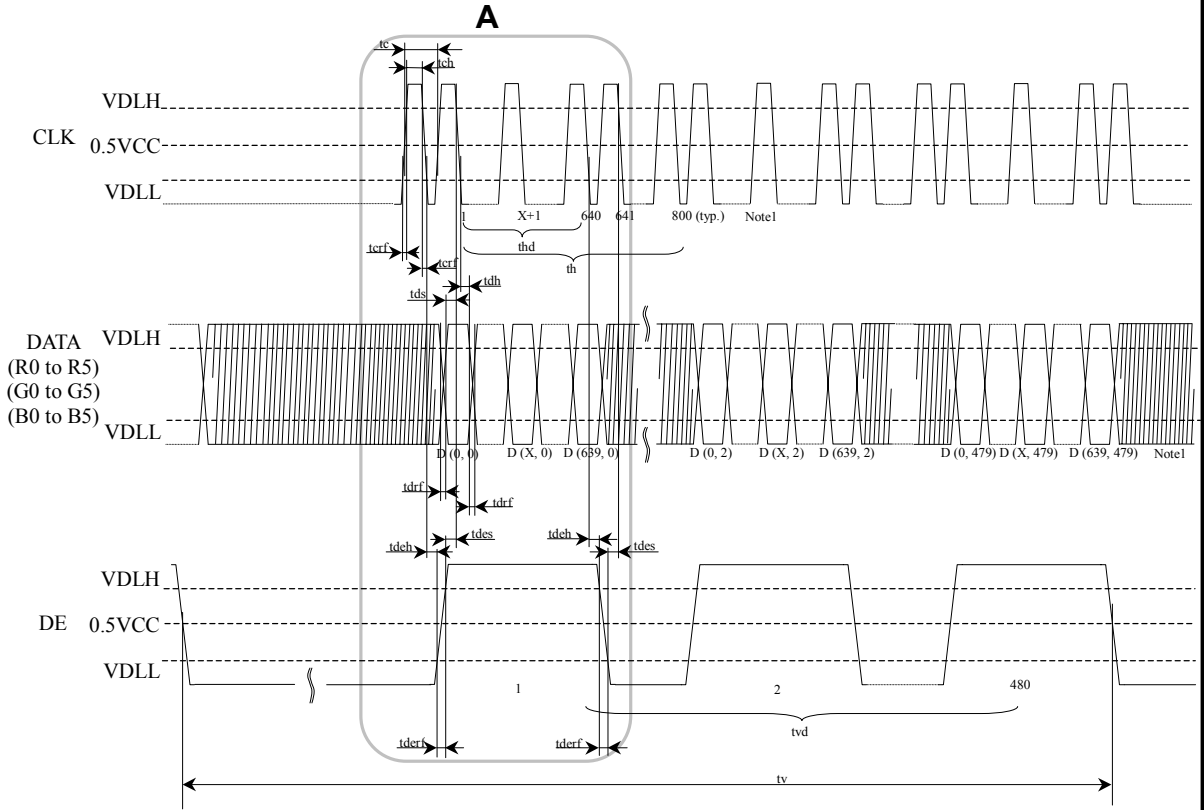 A
tc
tch
VDLH
CLK 0.5VCC
VDLL
1 X+1 640 641 800 (typ.) Note1
thd
th
tcrf
tcrf
tdh
tds
DATA VDLH
(R0 to R5)
(G0 to G5)
(B0 to B5)
VDLL
D (0, 0) D (X, 0) D (639, 0) D (0, 2) D (X, 2) D (639, 2) D (0, 479) D (X, 479) D (639, 479) Note1
tdrf
tdrf
tdes tdeh
tdeh tdes
VDLH
DE 0.5VCC
VDLL
1 2 480
tvd
tderf tderf
tv